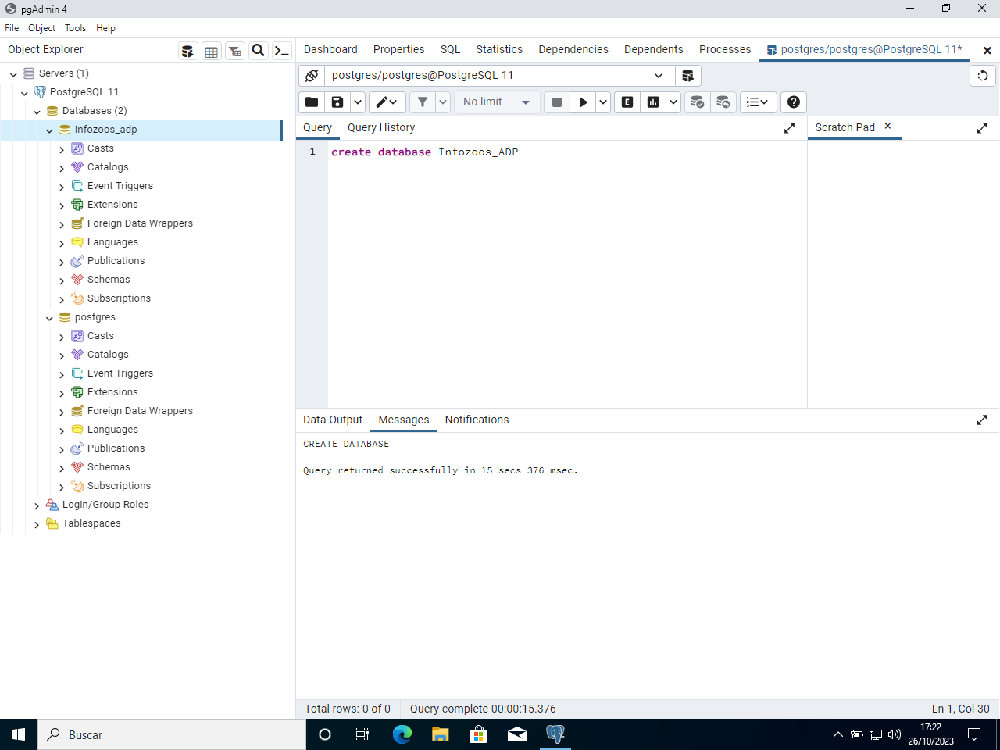 pgAdmin 4
File Object Tools Help
Object Explorer
Dashboard Properties SQL Statistics Dependencies Dependents Processes postgres/postgres@PostgreSQL 11*
Servers (1)
PostgreSQL 11
Databases (2)
infozoos_adp
Casts
Catalogs
Event Triggers
Extensions
Foreign Data Wrappers
Languages
Publications
Schemas
Subscriptions
postgres
Casts
Catalogs
Event Triggers
Extensions
Foreign Data Wrappers
Languages
Publications
Schemas
Subscriptions
Login/Group Roles
Tablespaces
postgres/postgres@PostgreSQL 11
No limit
E
Query Query History
Scratch Pad
1 create database Infozoos_ADP
Data Output Messages Notifications
CREATE DATABASE
Query returned successfully in 15 secs 376 msec.
Total rows: 0 of 0 Query complete 00:00:15.376 Ln 1, Col 30
Buscar
17:22
26/10/2023